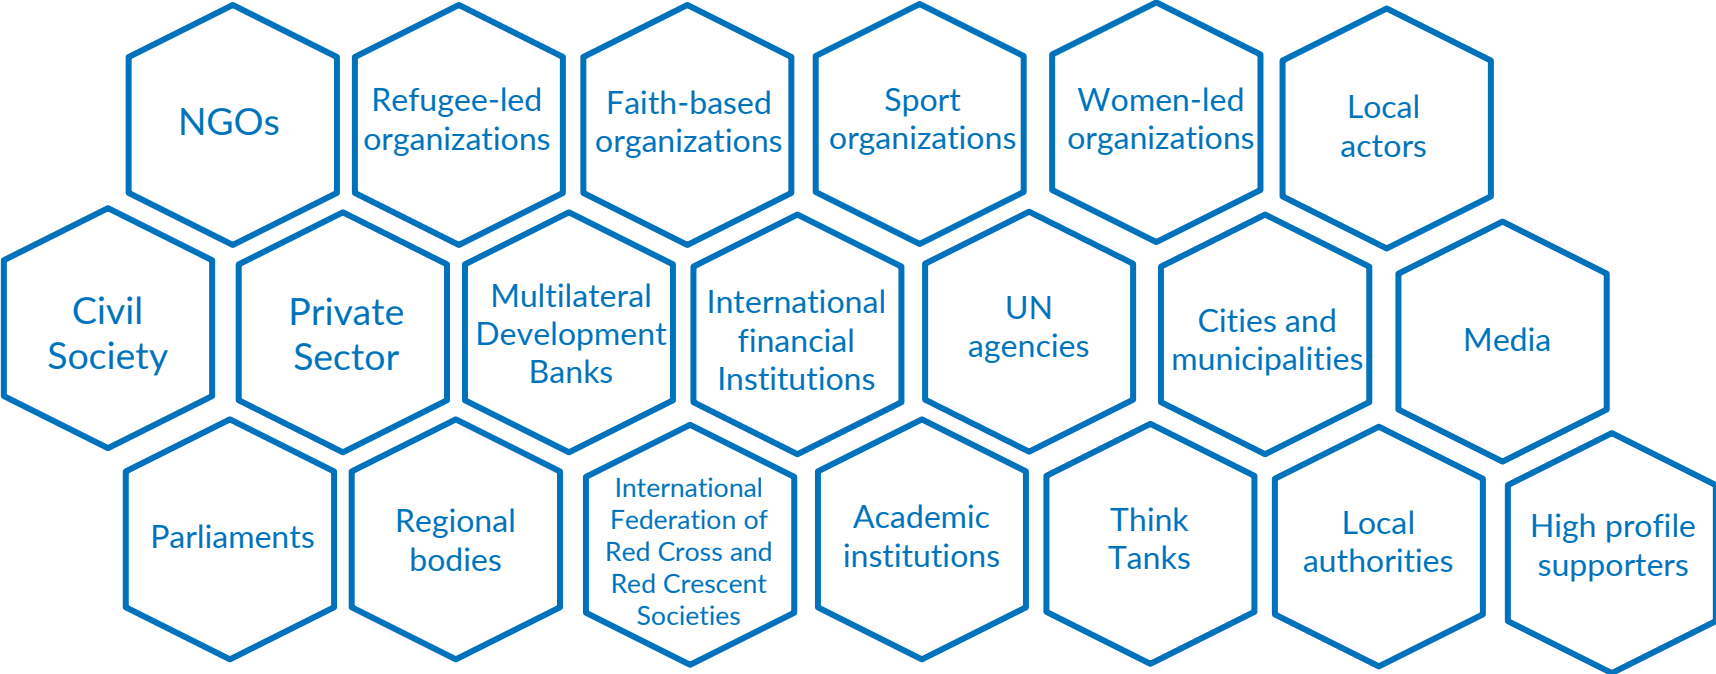 NGOs
Refugee-led
organizations
Faith-based
organizations
Sport
organizations
Women-led
organizations
Local
actors
Civil
Society
Private
Sector
Multilateral
Development
Banks
International
financial
Institutions
UN
agencies
Cities and
municipalities
Media
Parliaments
Regional
bodies
International
Federation of
Red Cross and
Red Crescent
Societies
Academic
institutions
Think
Tanks
Local
authorities
High profile
supporters